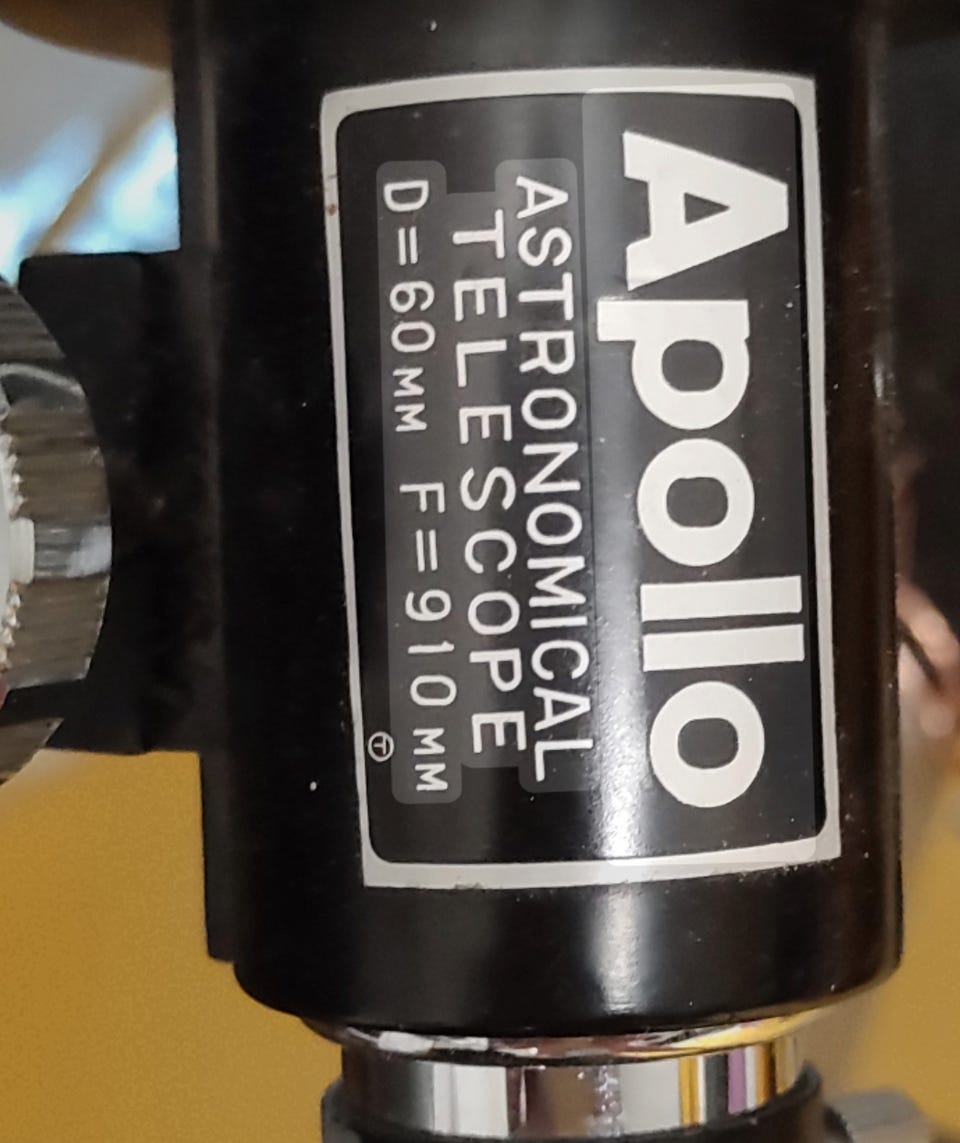 Apollo
ASTRONOMICAL
TELESCOPE
D=60MM F=910MM
T